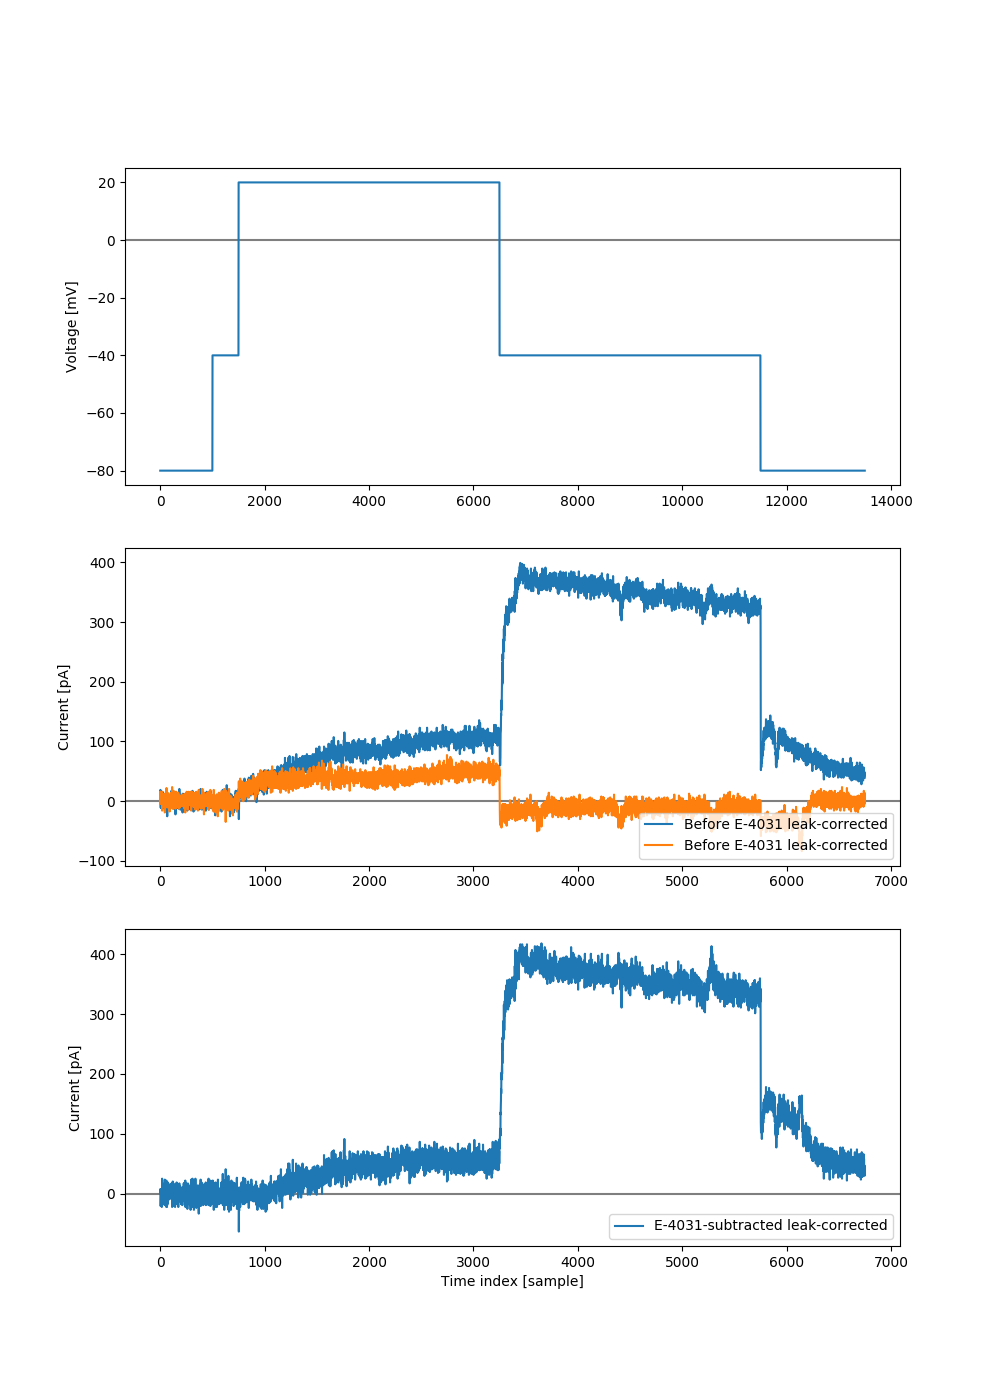 Voltage [mV]
20
0
−20
−40
−60
−80
0 2000 4000 6000 8000 10000 12000 14000
Current [pA]
400
300
200
100
0
−100
Before E-4031 leak-corrected
Before E-4031 leak-corrected
0 1000 2000 3000 4000 5000 6000 7000
Current [pA]
400
300
200
100
0
E-4031-subtracted leak-corrected
0 1000 2000 3000 4000 5000 6000 7000
Time index [sample]